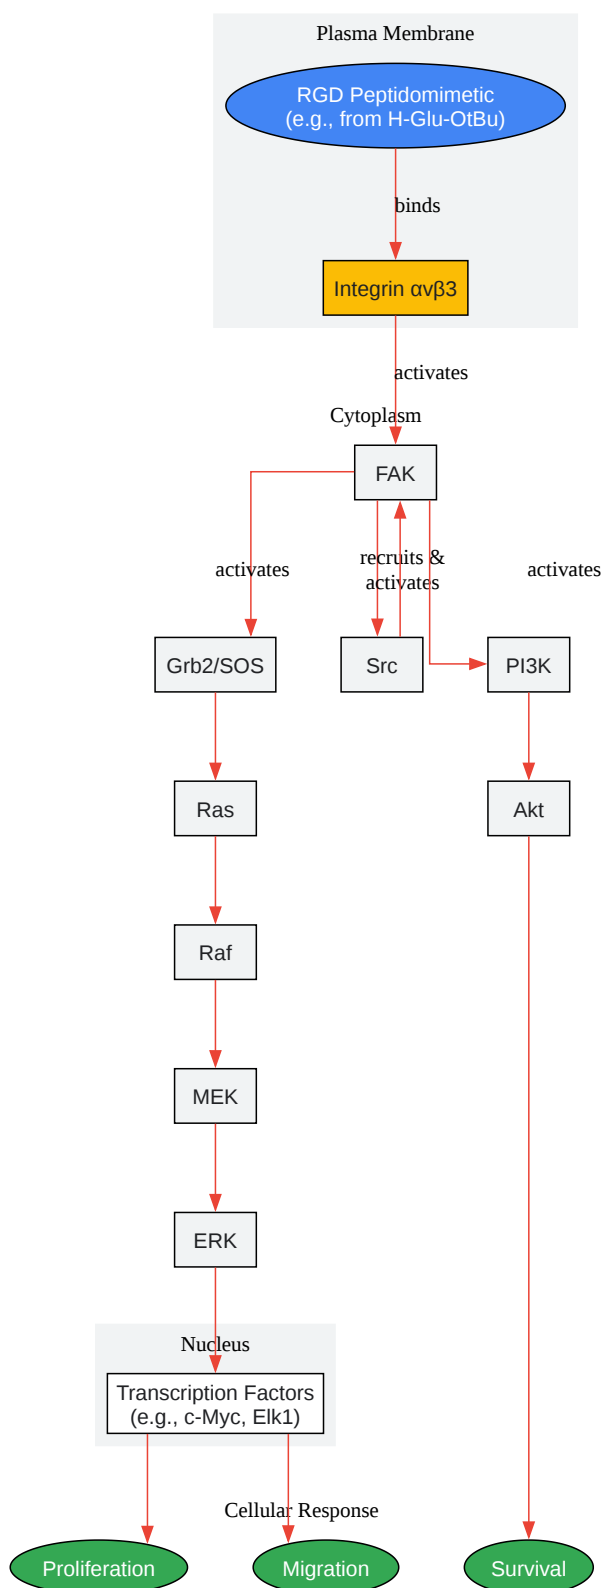 Plasma Membrane
RGD Peptidomimetic
(e.g., from H-Glu-OtBu)
binds
Integrin αvβ3
activates
Cytoplasm
FAK
activates
recruits &
activates
activates
Grb2/SOS
Src
PI3K
Ras
Akt
Raf
MEK
ERK
Nucleus
Transcription Factors
(e.g., c-Myc, Elk1)
Cellular Response
Proliferation
Migration
Survival